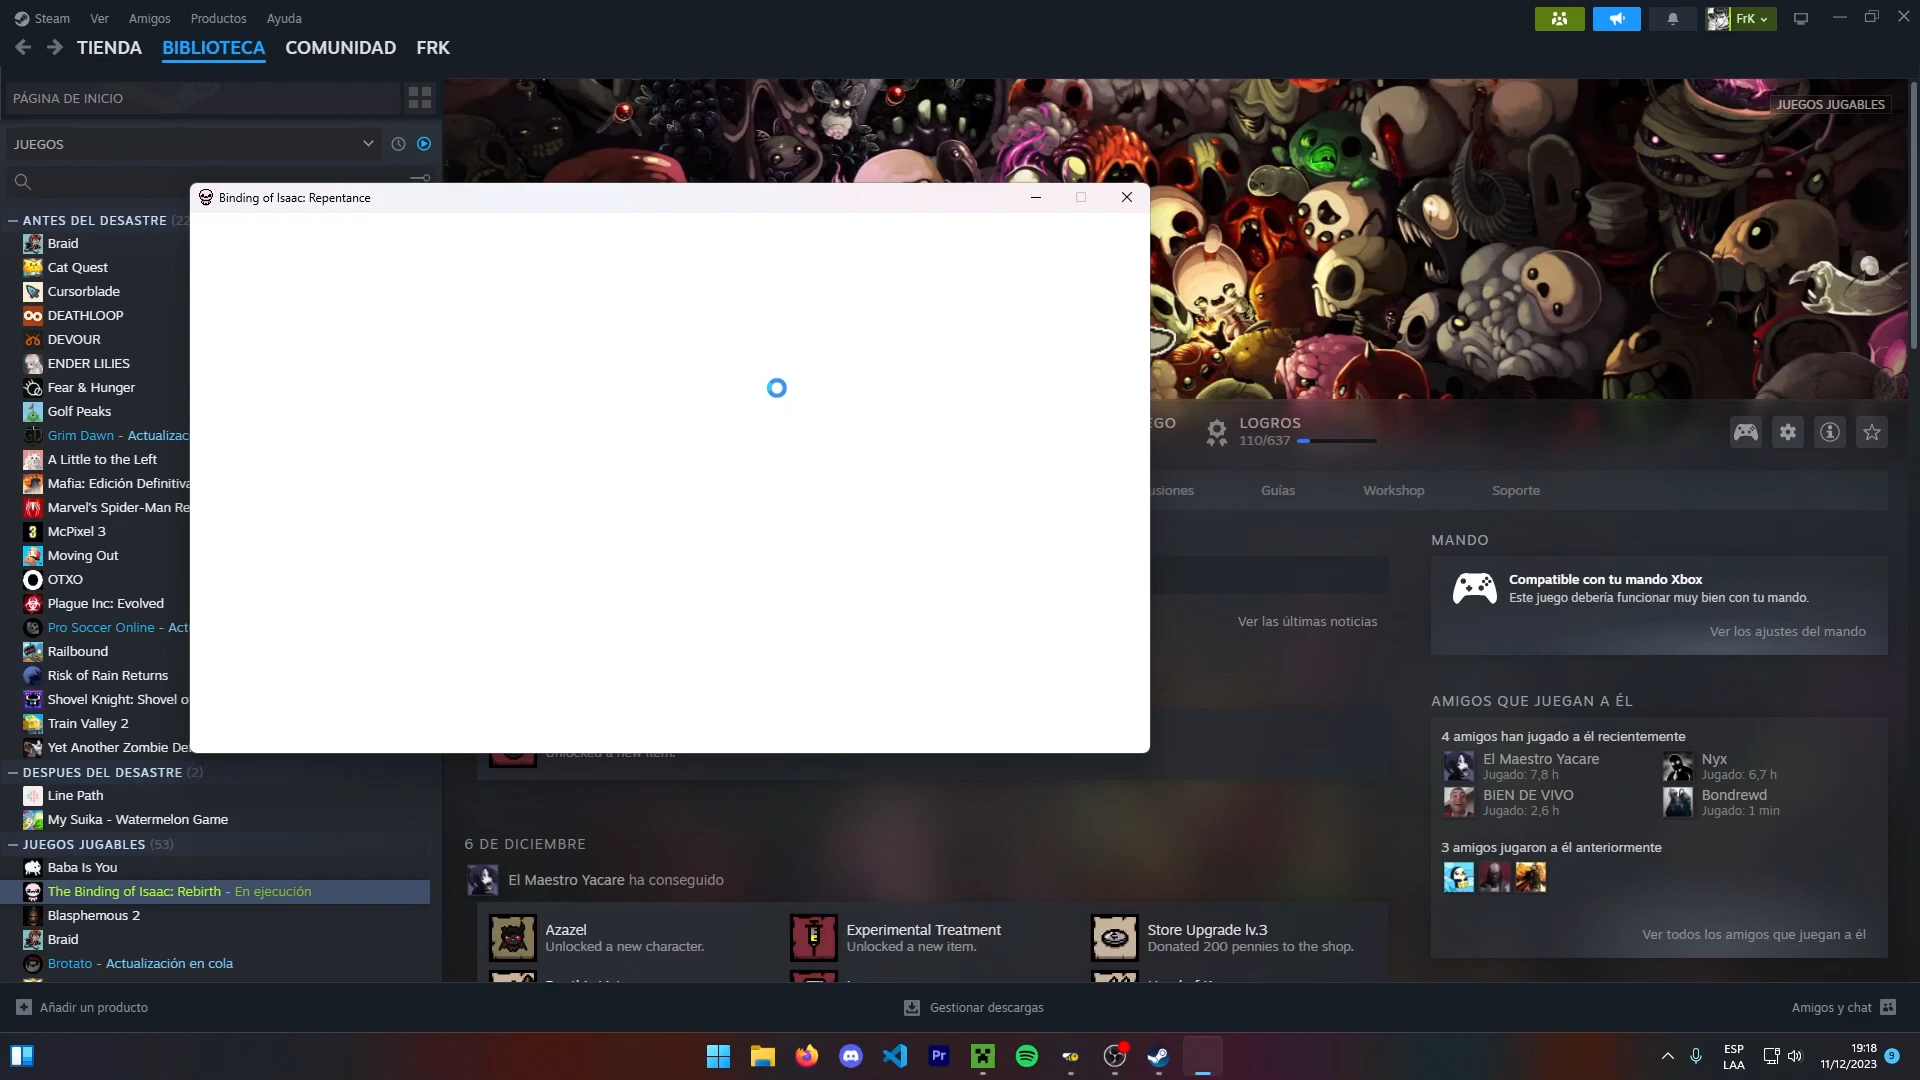 Steam
Ver
Amigos
Productos
Ayuda
FrK
TIENDA
BIBLIOTECA
COMUNIDAD
FRK
PÁGINA DE INICIO
JUEGOS JUGABLES
JUEGOS
Binding of Isaac: Repentance
ANTES DEL DESASTRE (22
Braid
Cat Quest
Cursorblade
DEATHLOOP
DEVOUR
ENDER LILIES
Fear & Hunger
Golf Peaks
Grim Dawn - Actualizac
A Little to the Left
Mafia: Edición Definitiva
Marvel's Spider-Man Re
McPixel 3
Moving Out
OTXO
Plague Inc: Evolved
Pro Soccer Online - Act
Railbound
Risk of Rain Returns
Shovel Knight: Shovel o
Train Valley 2
Yet Another Zombie De
DESPUES DEL DESASTRE (2)
Line Path
My Suika - Watermelon Game
JUEGOS JUGABLES (53)
Baba Is You
The Binding of Isaac: Rebirth - En ejecución
Blasphemous 2
Braid
Brotato - Actualización en cola
EGO
LOGROS
110/637
usiones
Guías
Workshop
Soporte
Ver las últimas noticias
MANDO
Compatible con tu mando Xbox
Este juego debería funcionar muy bien con tu mando.
Ver los ajustes del mando
AMIGOS QUE JUEGAN A ÉL
4 amigos han jugado a él recientemente
El Maestro Yacare
Jugado: 7,8 h
Nyx
Jugado: 6,7 h
BIEN DE VIVO
Jugado: 2,6 h
Bondrewd
Jugado: 1 min
3 amigos jugaron a él anteriormente
Ver todos los amigos que juegan a él
Unlocked a new item.
6 DE DICIEMBRE
El Maestro Yacare ha conseguido
Azazel
Unlocked a new character.
Experimental Treatment
Unlocked a new item.
Store Upgrade lv.3
Donated 200 pennies to the shop.
Añadir un producto
Gestionar descargas
Amigos y chat
Pr
ESP
LAA
19:18
11/12/2023
9